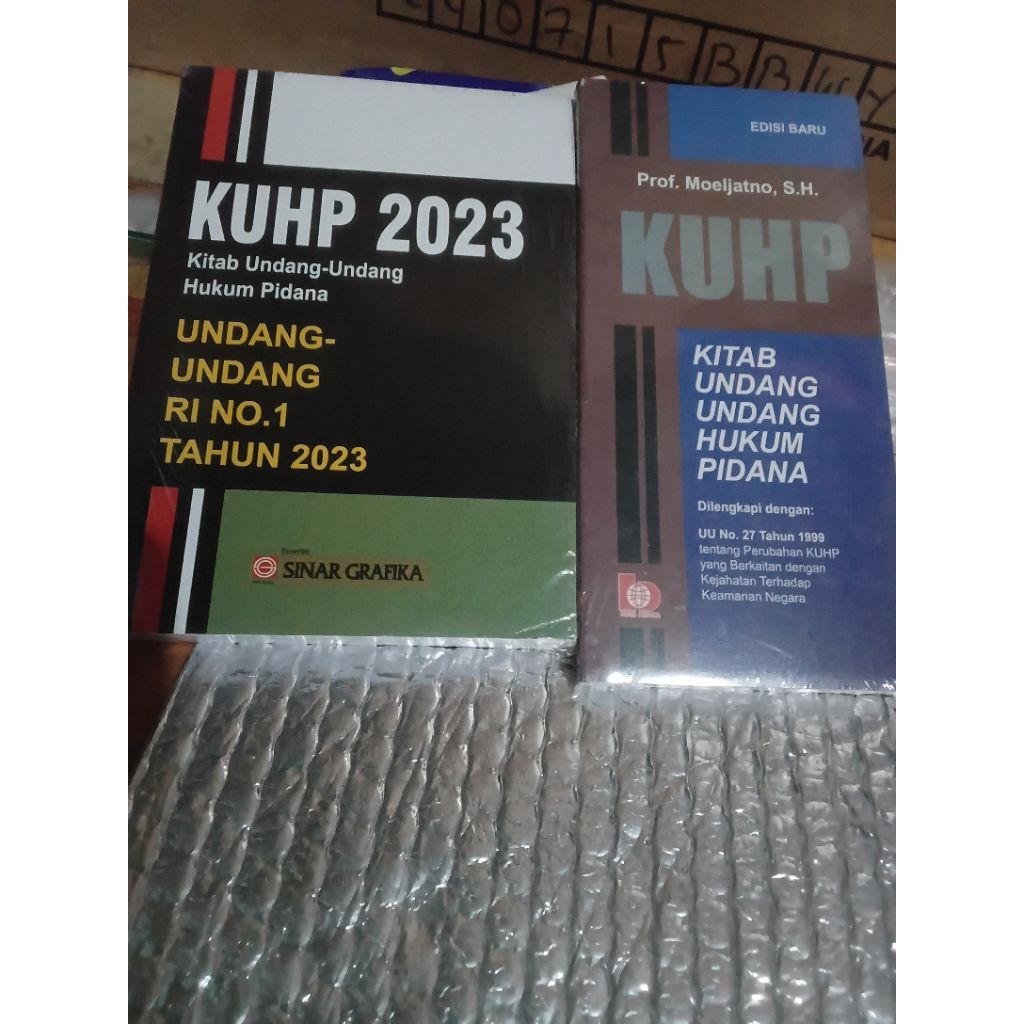 KUHP 2023
Kitab Undang-Undang
Hukum Pidana
UNDANG-
UNDANG
RI NO.1
TAHUN 2023
Penerbit
SINAR GRAFIKA
EDISI BARU
Prof. Moeljatno, S.H.
KUHP
KITAB
UNDANG
UNDANG
HUKUM
PIDANA
Dilengkapi dengan:
UU No. 27 Tahun 1999
tentang Perubahan KUHP
yang Berkaitan dengan
Kejahatan Terhadap
Keamanan Negara